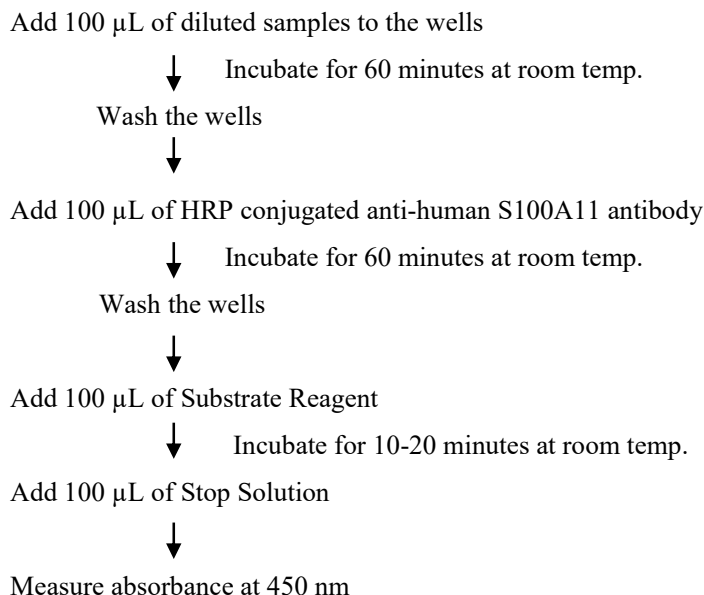 Add 100 µL of diluted samples to the wells
Incubate for 60 minutes at room temp.
Wash the wells
Add 100 µL of HRP conjugated anti-human S100A11 antibody
Incubate for 60 minutes at room temp.
Wash the wells
Add 100 µL of Substrate Reagent
Incubate for 10-20 minutes at room temp.
Add 100 µL of Stop Solution
Measure absorbance at 450 nm